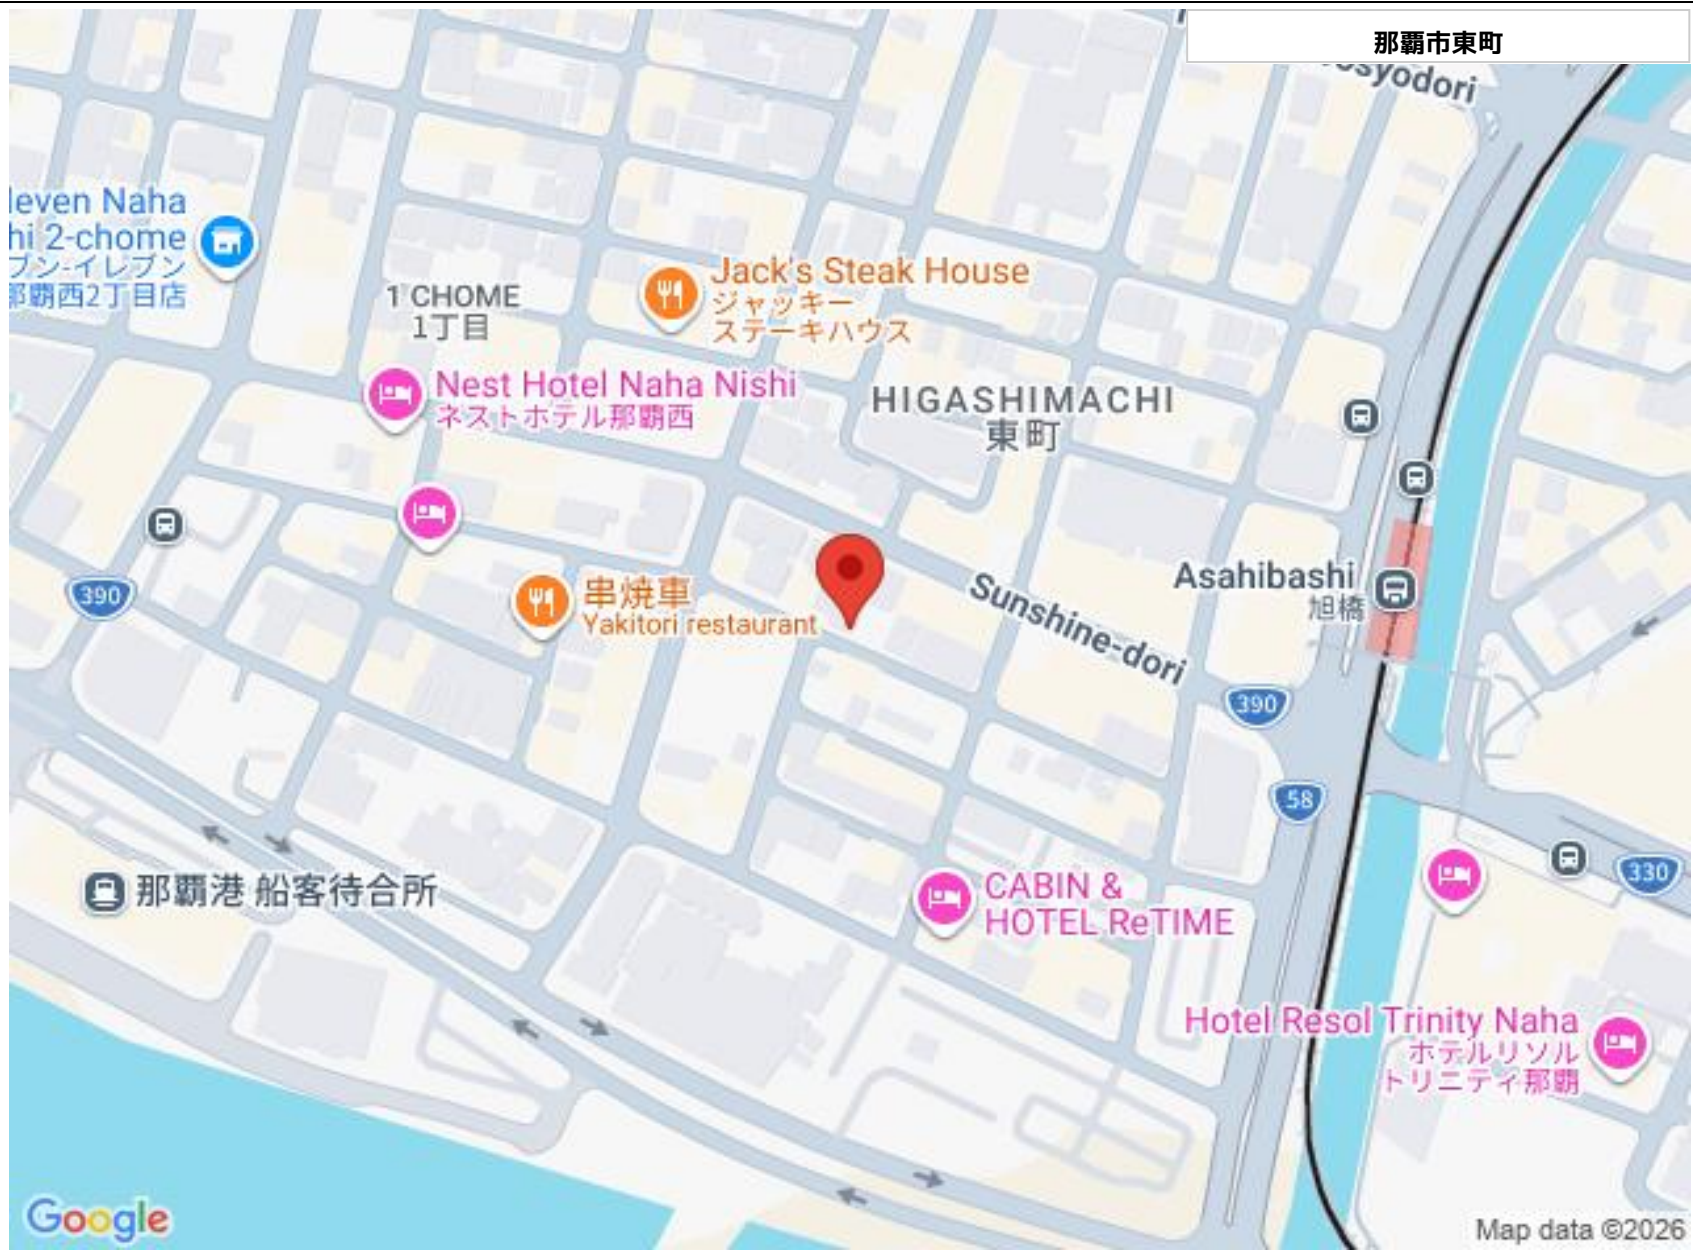 那覇市東町
osyodori
leven Naha
hi 2-chome
ブン-イレブン
那覇西2丁目店
1 CHOME
1丁目
Jack's Steak House
ジャッキー
ステーキハウス
Nest Hotel Naha Nishi
ネストホテル那覇西
HIGASHIMACHI
東町
390
串焼車
Yakitori restaurant
Sunshine-dori
Asahibashi
旭橋
390
58
330
那覇港 船客待合所
CABIN &
HOTEL ReTIME
Hotel Resol Trinity Naha
ホテルリソル
トリニティ那覇
Google
Map data ©2026